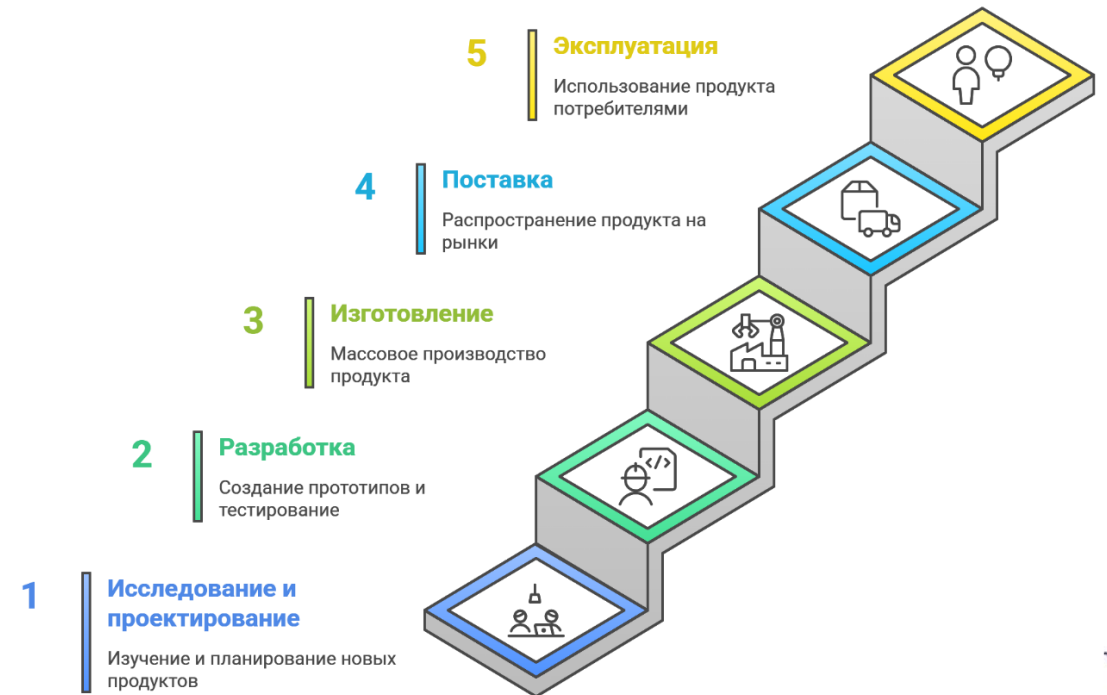 5
Эксплуатация
Использование продукта
потребителями
4
Поставка
Распространение продукта на
рынки
3
Изготовление
Массовое производство
продукта
2
Разработка
Создание прототипов и
тестирование
1
Исследование и
проектирование
Изучение и планирование новых
продуктов